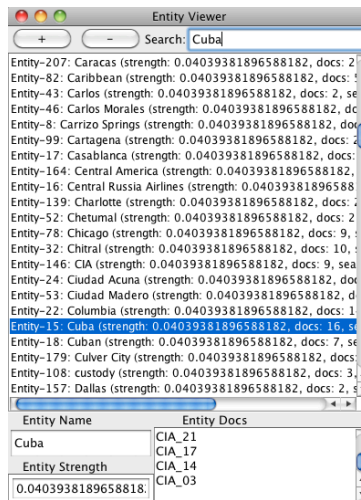 Entity Viewer
+ - Search: Cuba
Entity-207: Caracas (strength: 0.04039381896588182, docs: 2
Entity-82: Caribbean (strength: 0.04039381896588182, docs:
Entity-43: Carlos (strength: 0.04039381896588182, docs: 2, se
Entity-46: Carlos Morales (strength: 0.04039381896588182, do
Entity-8: Carrizo Springs (strength: 0.04039381896588182, do
Entity-99: Cartagena (strength: 0.04039381896588182, docs:
Entity-17: Casablanca (strength: 0.04039381896588182, docs:
Entity-164: Central America (strength: 0.04039381896588182,
Entity-16: Central Russia Airlines (strength: 0.04039381896588
Entity-139: Charlotte (strength: 0.04039381896588182, docs:
Entity-52: Chetumal (strength: 0.04039381896588182, docs: 2
Entity-78: Chicago (strength: 0.04039381896588182, docs: 9, s
Entity-32: Chitral (strength: 0.04039381896588182, docs: 10,
Entity-146: CIA (strength: 0.04039381896588182, docs: 9, sea
Entity-24: Ciudad Acuna (strength: 0.04039381896588182, do
Entity-53: Ciudad Madero (strength: 0.04039381896588182, d
Entity-22: Columbia (strength: 0.04039381896588182, docs: 1
Entity-15: Cuba (strength: 0.04039381896588182, docs: 16, se
Entity-18: Cuban (strength: 0.04039381896588182, docs: 7, se
Entity-179: Culver City (strength: 0.04039381896588182, docs:
Entity-108: custody (strength: 0.04039381896588182, docs: 3,
Entity-157: Dallas (strength: 0.04039381896588182, docs: 2, s
Entity Name Entity Docs
Cuba
CIA_21
CIA_17
CIA_14
CIA_03
Entity Strength
0.0403938189658818